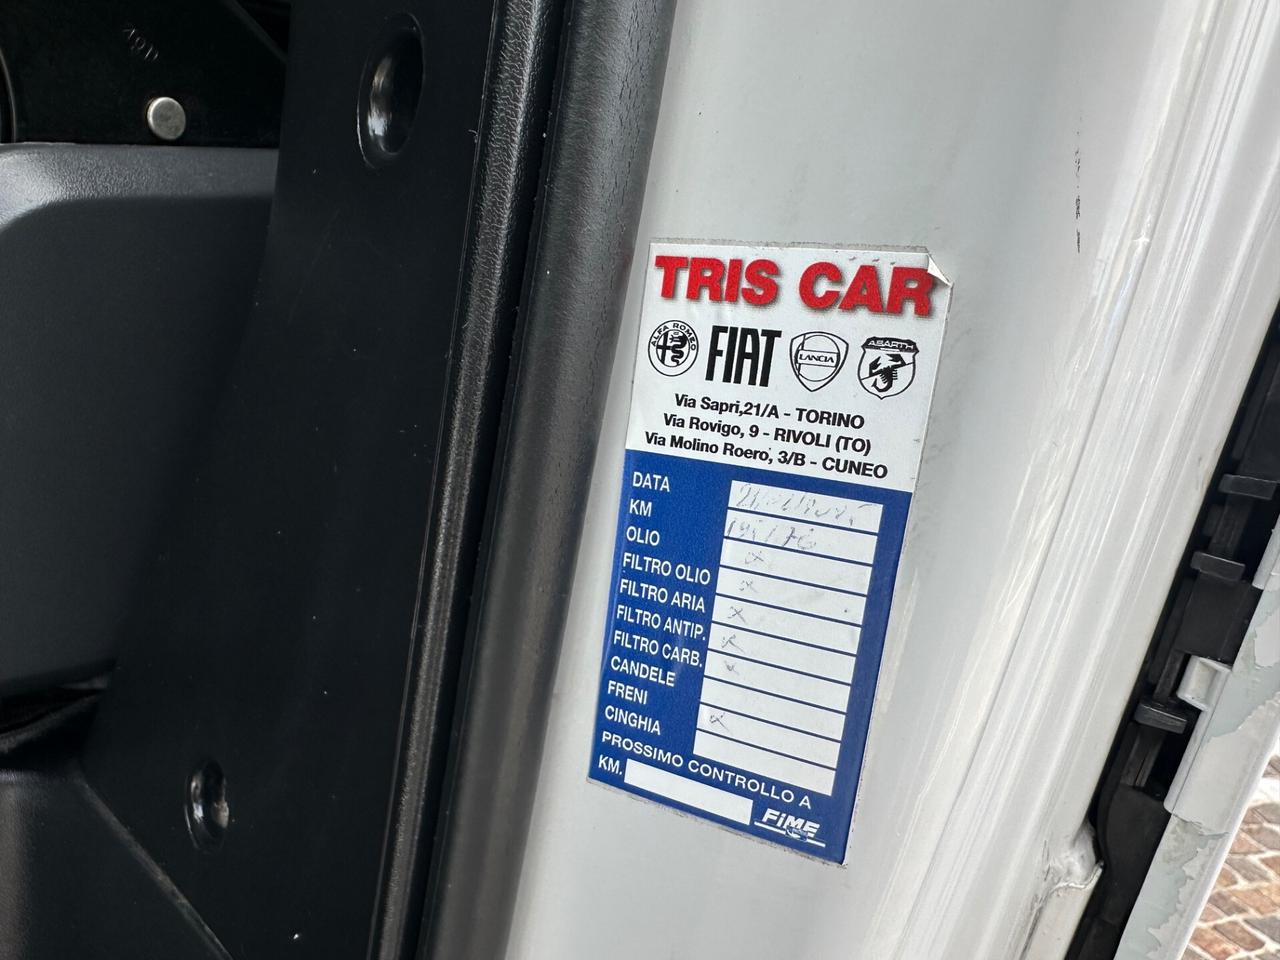 TRIS CAR
ALFA ROMEO FIAT LANCIA ABARTH
Via Sapri,21/A - TORINO
Via Rovigo, 9 - RIVOLI (TO)
Via Molino Roero, 3/B - CUNEO
DATA
KM
OLIO x
FILTRO OLIO x
FILTRO ARIA x
FILTRO ANTIP. x
FILTRO CARB. x
CANDELE
FRENI x
CINGHIA
PROSSIMO CONTROLLO A
KM.
FiME